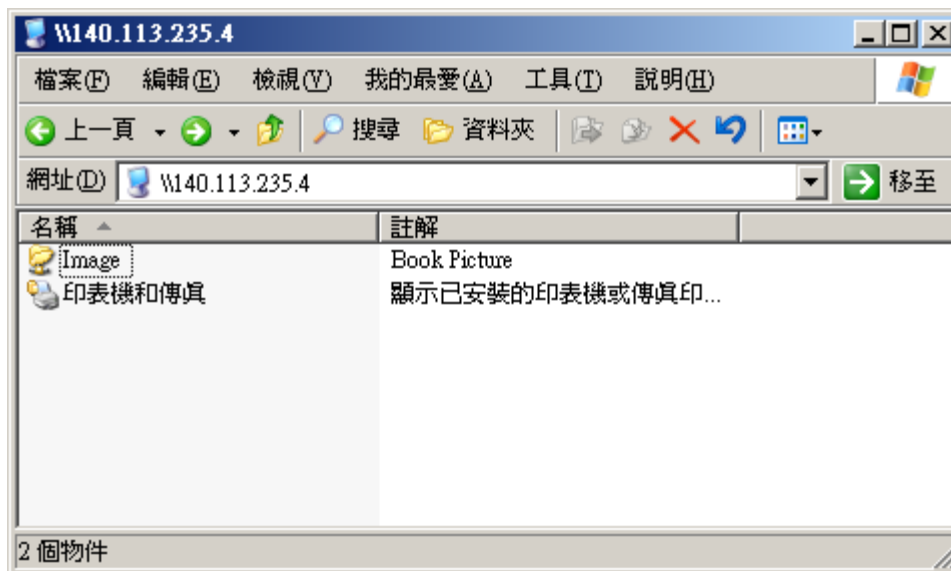 \\140.113.235.4
檔案(F) 編輯(E) 檢視(V) 我的最愛(A) 工具(T) 說明(H)
上一頁 搜尋 資料夾
網址(D) \\140.113.235.4 移至
名稱 註解
Image Book Picture
印表機和傳真 顯示已安裝的印表機或傳真印...
2 個物件